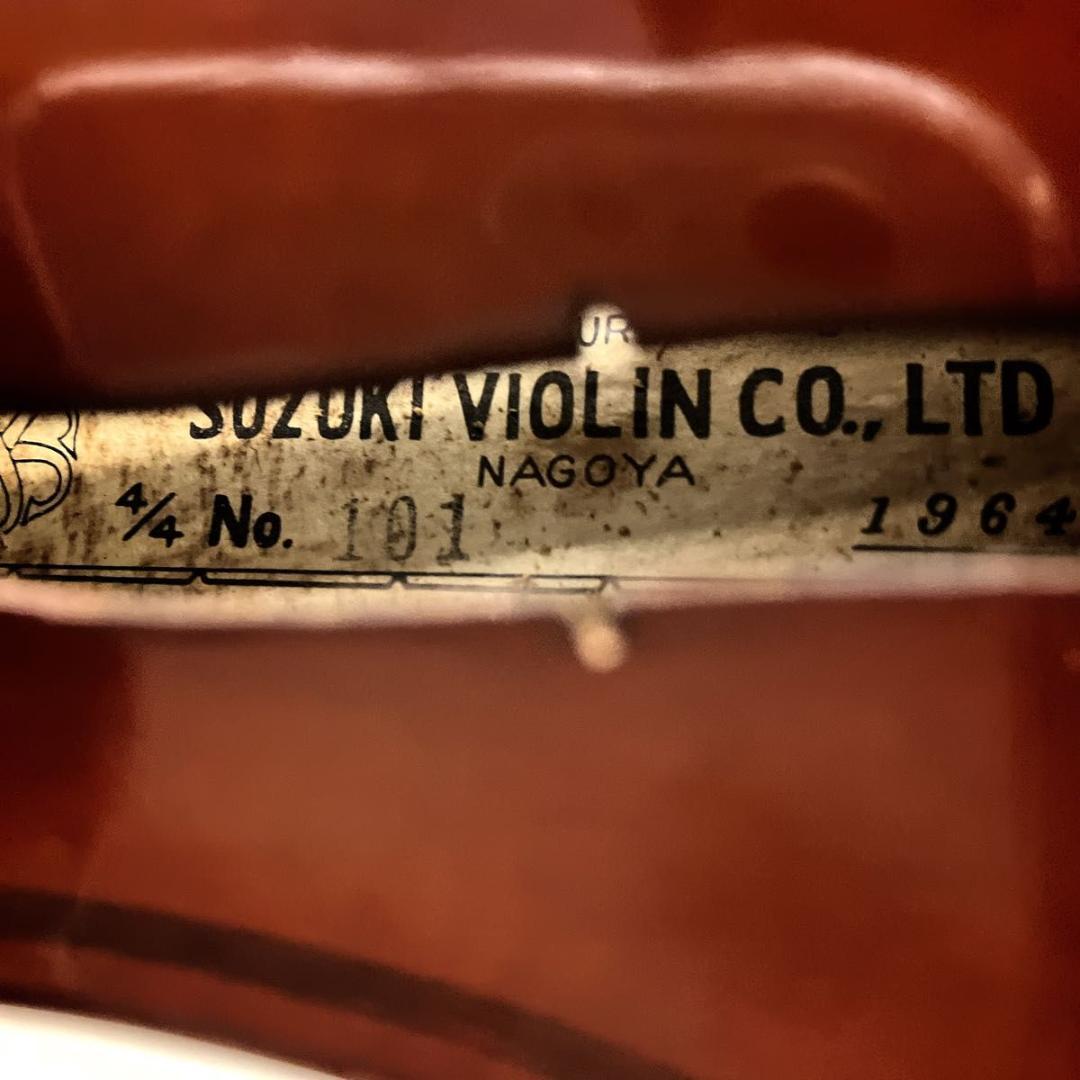 SUZUKI VIOLIN CO., LTD
NAGOYA
4/4 No. 101
1964